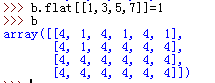 >>> b.flat[[1,3,5,7]]=1
>>> b
array([[4, 1, 4, 1, 4, 1],
[4, 1, 4, 4, 4, 4],
[4, 4, 4, 4, 4, 4],
[4, 4, 4, 4, 4, 4]])